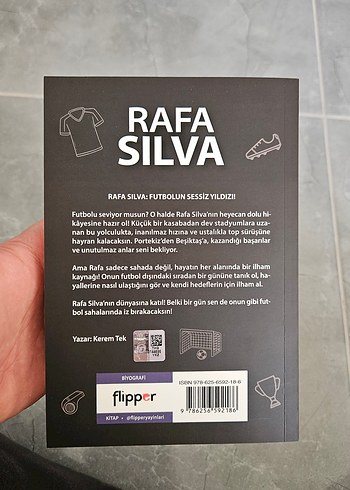 RAFA
SILVA
RAFA SILVA: FUTBOLUN SESSİZ YILDIZI!
Futbolu seviyor musun? O halde Rafa Silva'nın heyecan dolu hi-
kâyesine hazır ol! Küçük bir kasabadan dev stadyumlara uza-
nan bu yolculukta, inanılmaz hızına ve ustalıkla top sürüşüne
hayran kalacaksın. Portekiz'den Beşiktaş'a, kazandığı başarılar
ve unutulmaz anlar seni bekliyor.
Ama Rafa sadece sahada değil, hayatın her alanında bir ilham
kaynağı! Onun futbol dışındaki sıradan bir gününe tanık ol, ha-
yallerine nasıl ulaştığını gör ve kendi hedeflerin için ilham al.
Rafa Silva'nın dünyasına katıl! Belki bir gün sen de onun gibi fut-
bol sahalarında iz bırakacaksın!
Yazar: Kerem Tek
BİYOGRAFİ
flipper
KİTAP • @flipperyayinlari
ISBN 978-625-6592-18-6
9 786256 592186